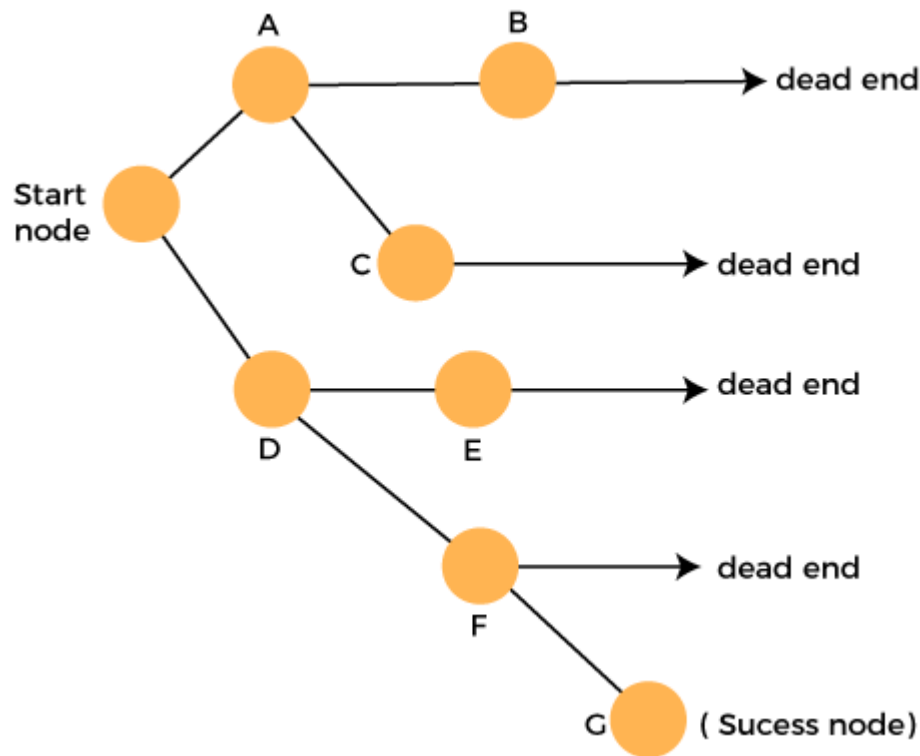 A
B
dead end
Start
node
C
dead end
dead end
D
E
dead end
F
G
( Sucess node)